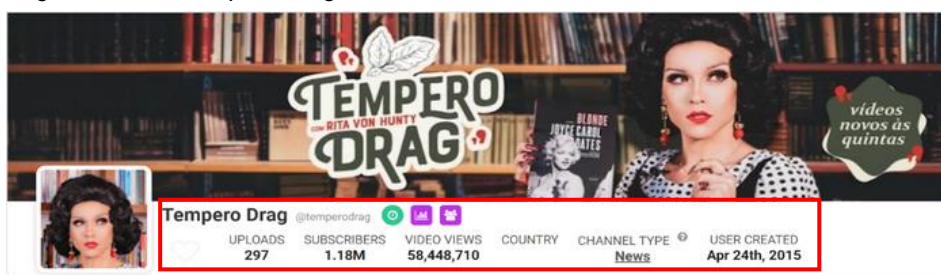 TEMPERO
COM RITA VON HUNTY
DRAG
BLONDE
JOYCE CAROL
OATES
vídeos
novos às
quintas
Tempero Drag @temperodrag
UPLOADS SUBSCRIBERS VIDEO VIEWS COUNTRY CHANNEL TYPE USER CREATED
297 1.18M 58,448,710 News Apr 24th, 2015